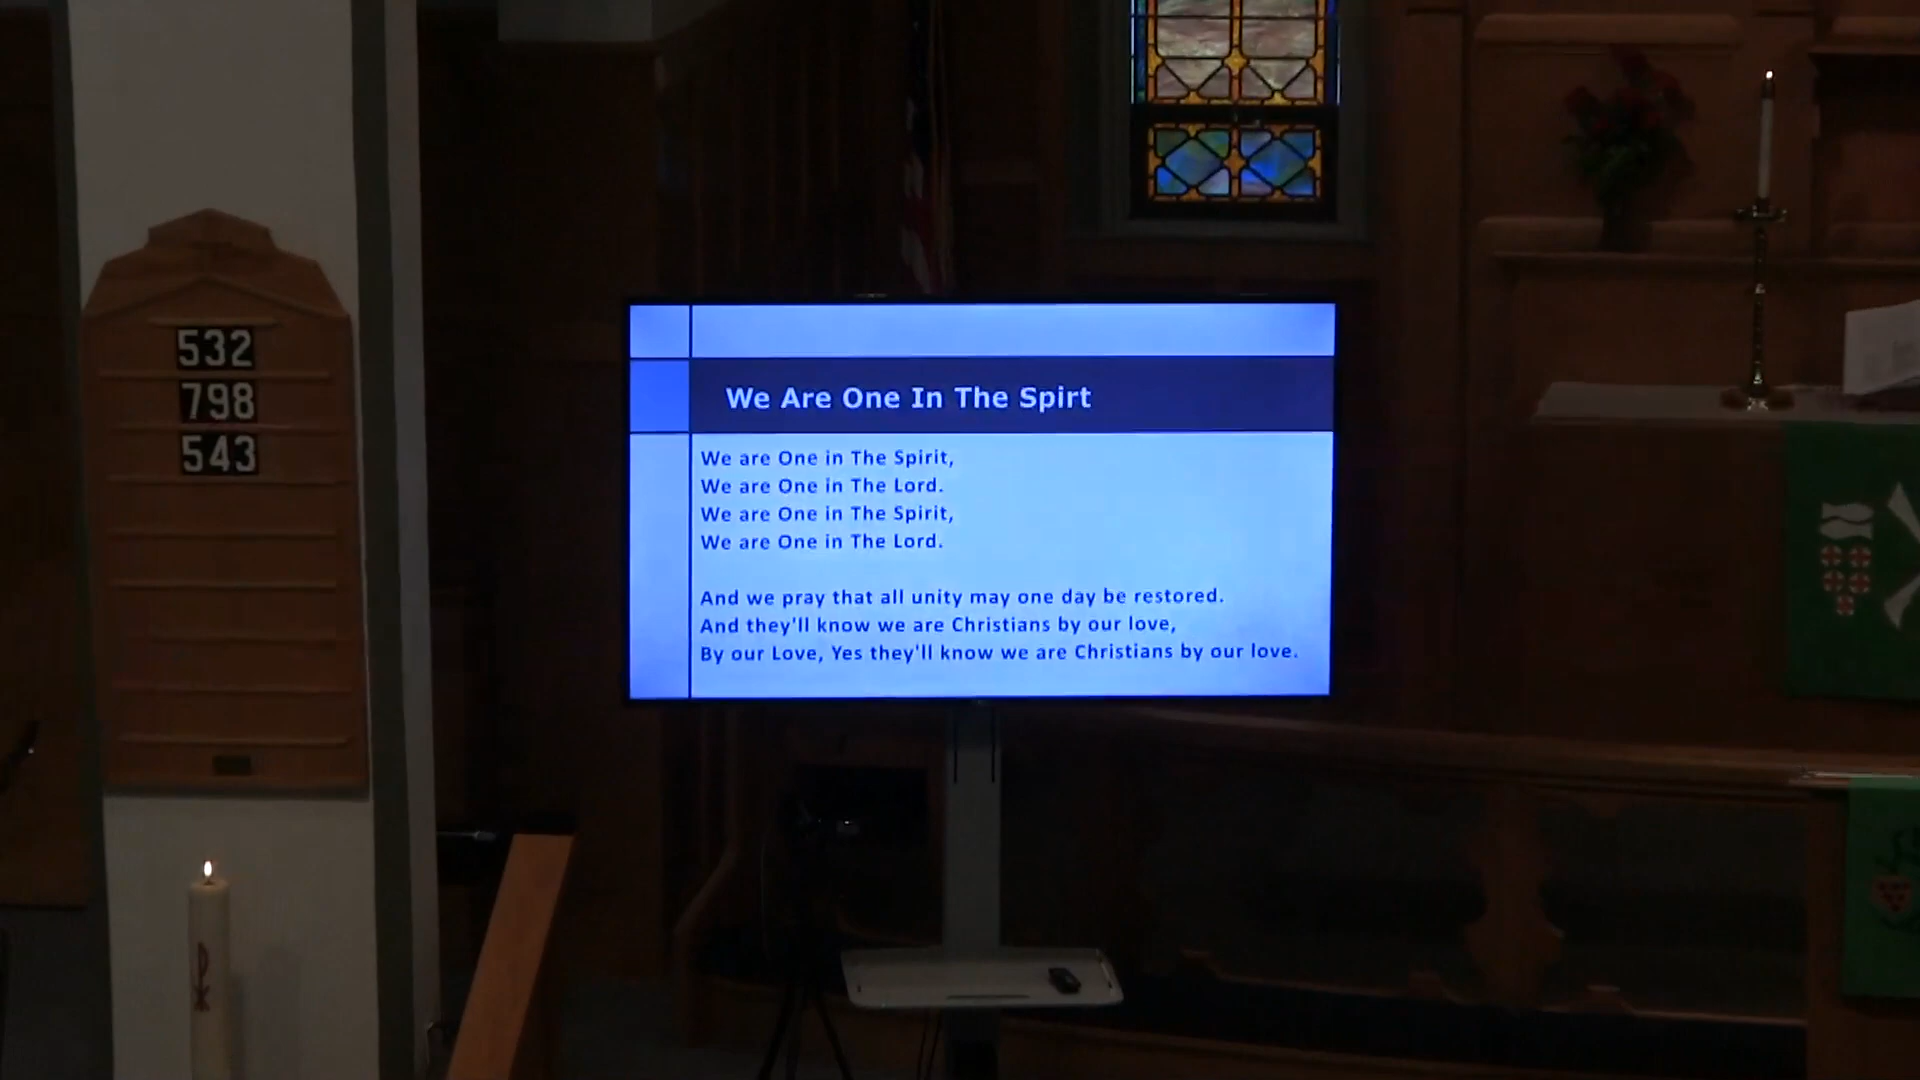 532
798
543
We Are One In The Spirt
We are One in The Spirit,
We are One in The Lord.
We are One in The Spirit,
We are One in The Lord.
And we pray that all unity may one day be restored.
And they'll know we are Christians by our love,
By our Love, Yes they'll know we are Christians by our love.